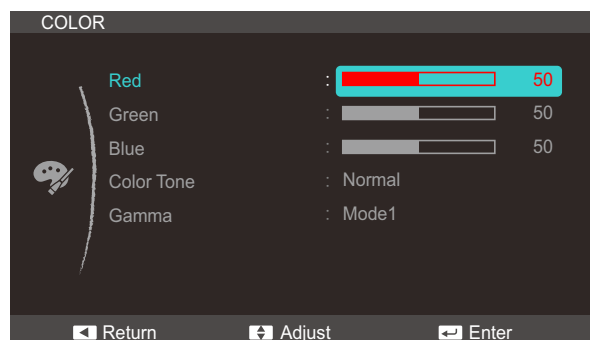 COLOR
Red : 50
Green : 50
Blue : 50
Color Tone : Normal
Gamma : Mode1
Return Adjust Enter